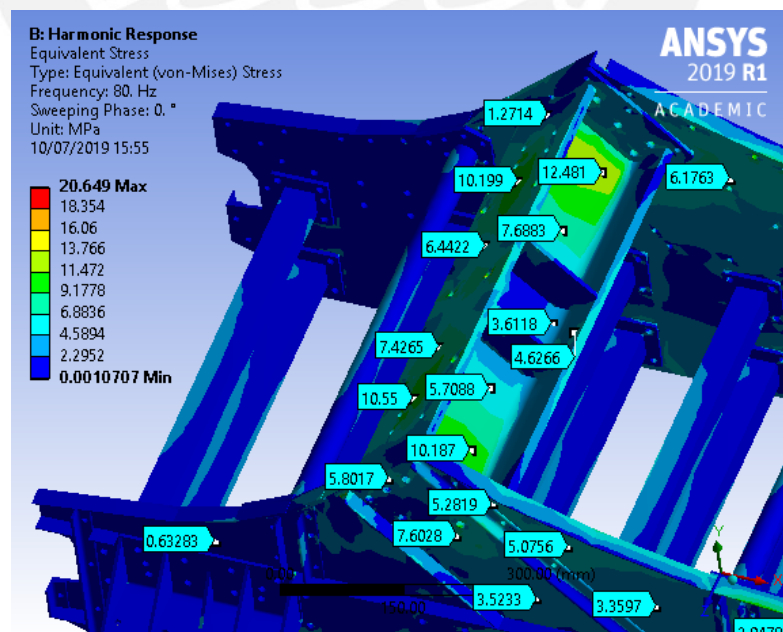 B: Harmonic Response
Equivalent Stress
Type: Equivalent (von-Mises) Stress
Frequency: 80. Hz
Sweeping Phase: 0. °
Unit: MPa
10/07/2019 15:55
ANSYS
2019 R1
ACADEMIC
20.649 Max
18.354
16.06
13.766
11.472
9.1778
6.8836
4.5894
2.2952
0.0010707 Min
1.2714
12.481
10.199
6.1763
7.6883
6.4422
3.6118
7.4265
4.6266
5.7088
10.55
10.187
5.8017
5.2819
0.63283
7.6028
5.0756
0.00
300.00 (mm)
150.00
3.5233
3.3597
Y
X